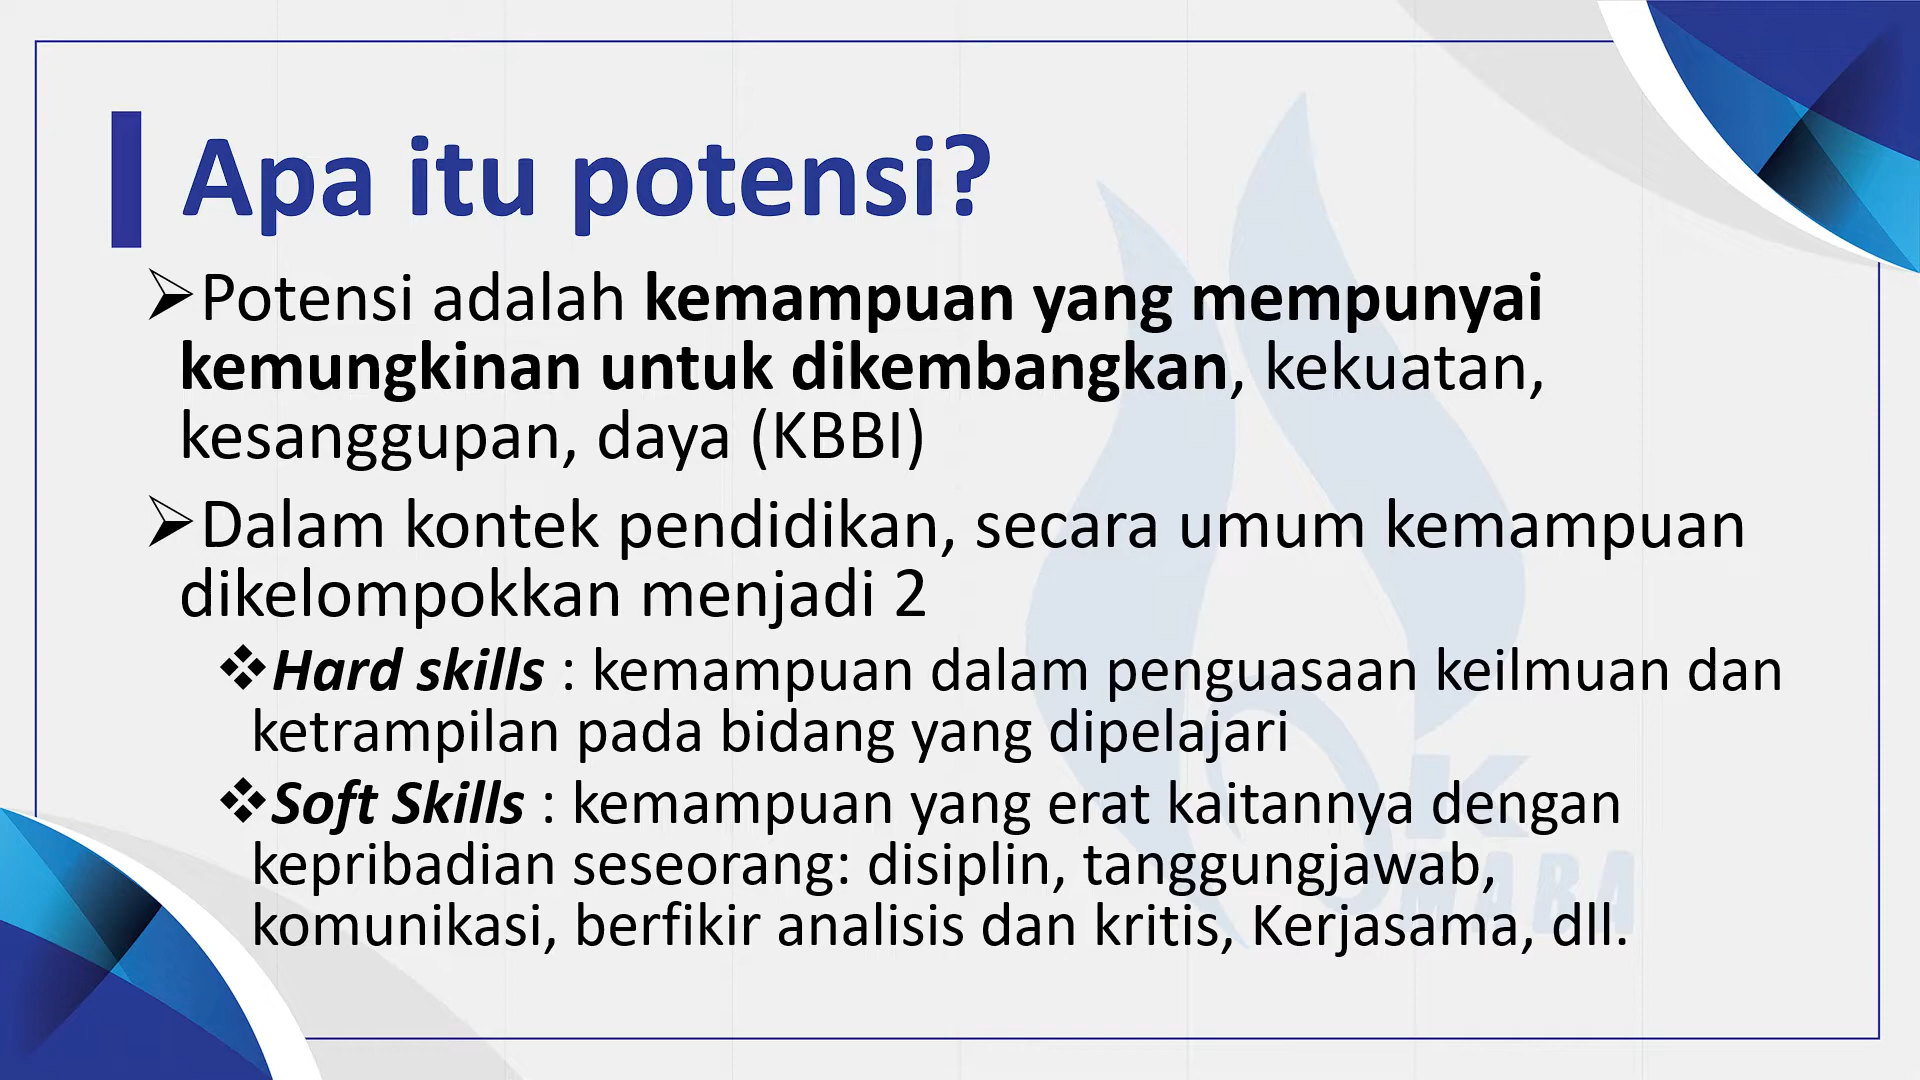 Apa itu potensi?
➢Potensi adalah kemampuan yang mempunyai
kemungkinan untuk dikembangkan, kekuatan,
kesanggupan, daya (KBBI)
➢Dalam kontek pendidikan, secara umum kemampuan
dikelompokkan menjadi 2
❖Hard skills : kemampuan dalam penguasaan keilmuan dan
ketrampilan pada bidang yang dipelajari
❖Soft Skills : kemampuan yang erat kaitannya dengan
kepribadian seseorang: disiplin, tanggungjawab,
komunikasi, berfikir analisis dan kritis, Kerjasama, dll.